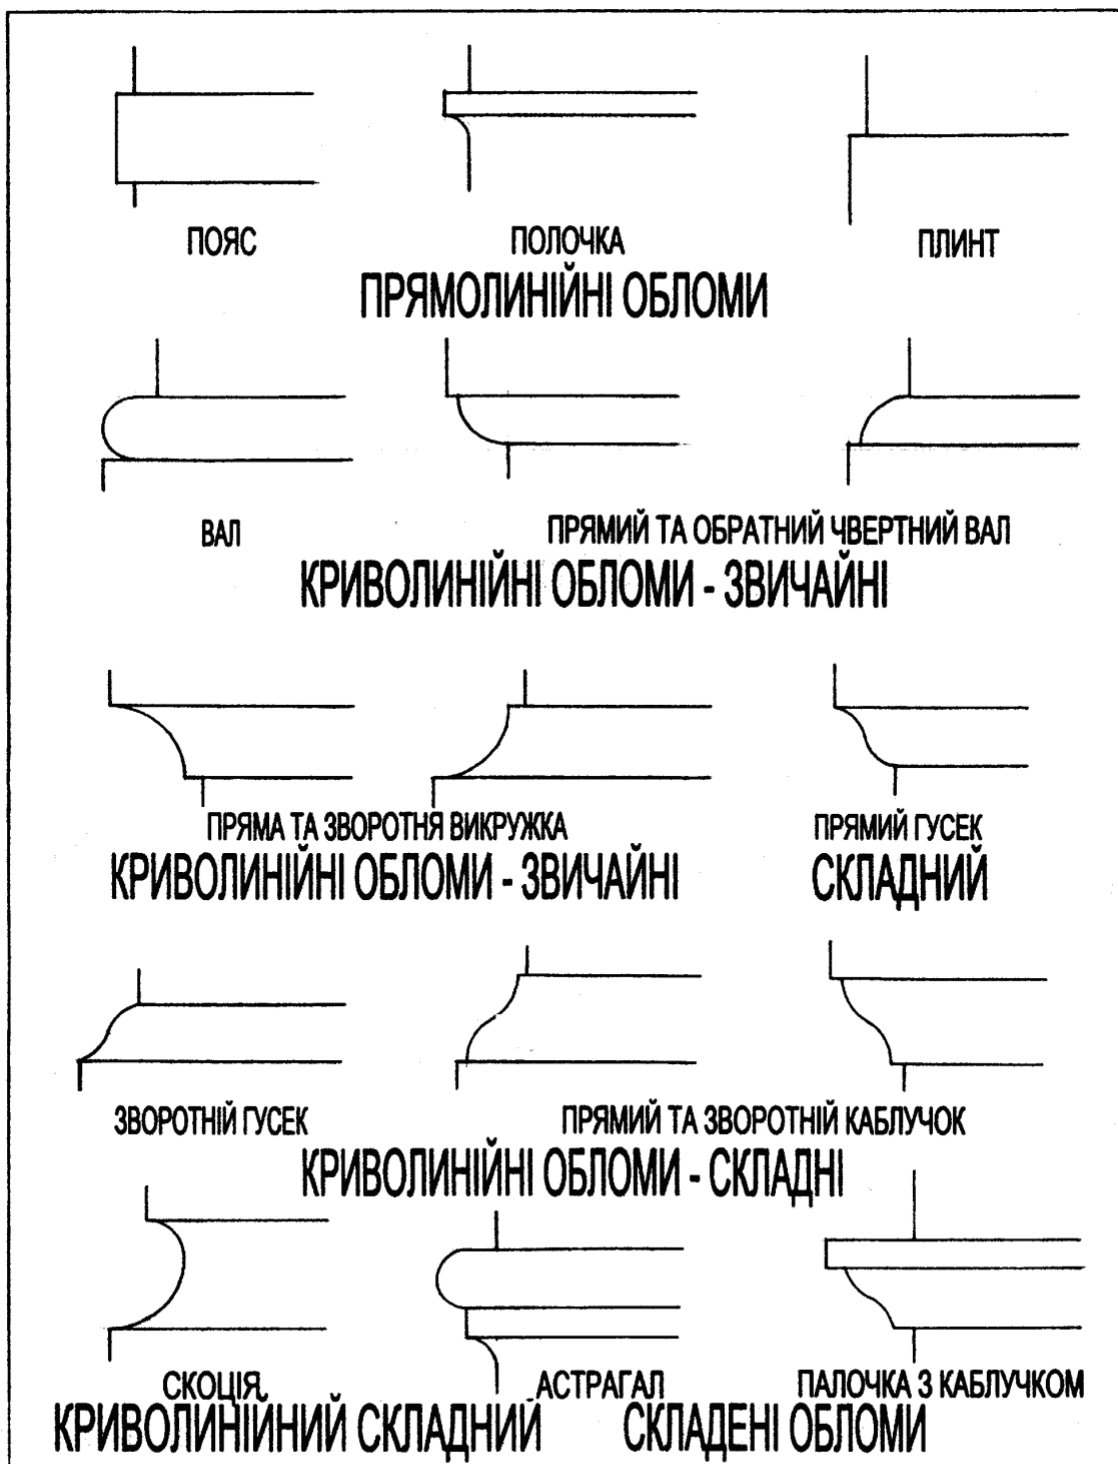 ПОЯС ПОЛОЧКА ПЛИНТ
ПРЯМОЛИНІЙНІ ОБЛОМИ
ВАЛ ПРЯМИЙ ТА ОБРАТНИЙ ЧВЕРТНИЙ ВАЛ
КРИВОЛИНІЙНІ ОБЛОМИ - ЗВИЧАЙНІ
ПРЯМА ТА ЗВОРОТНЯ ВИКРУЖКА ПРЯМИЙ ГУСЕК
КРИВОЛИНІЙНІ ОБЛОМИ - ЗВИЧАЙНІ СКЛАДНИЙ
ЗВОРОТНІЙ ГУСЕК ПРЯМИЙ ТА ЗВОРОТНІЙ КАБЛУЧОК
КРИВОЛИНІЙНІ ОБЛОМИ - СКЛАДНІ
СКОЦІЯ АСТРАГАЛ ПАЛОЧКА З КАБЛУЧКОМ
КРИВОЛИНІЙНИЙ СКЛАДНИЙ СКЛАДЕНІ ОБЛОМИ